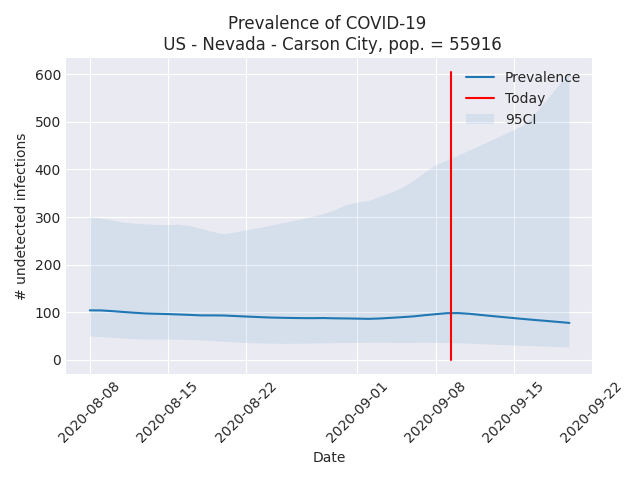 Prevalence of COVID-19
US - Nevada - Carson City, pop. = 55916
# undetected infections
600
500
400
300
200
100
0
Prevalence
Today
95CI
2020-08-08
2020-08-15
2020-08-22
2020-09-01
2020-09-08
2020-09-15
2020-09-22
Date